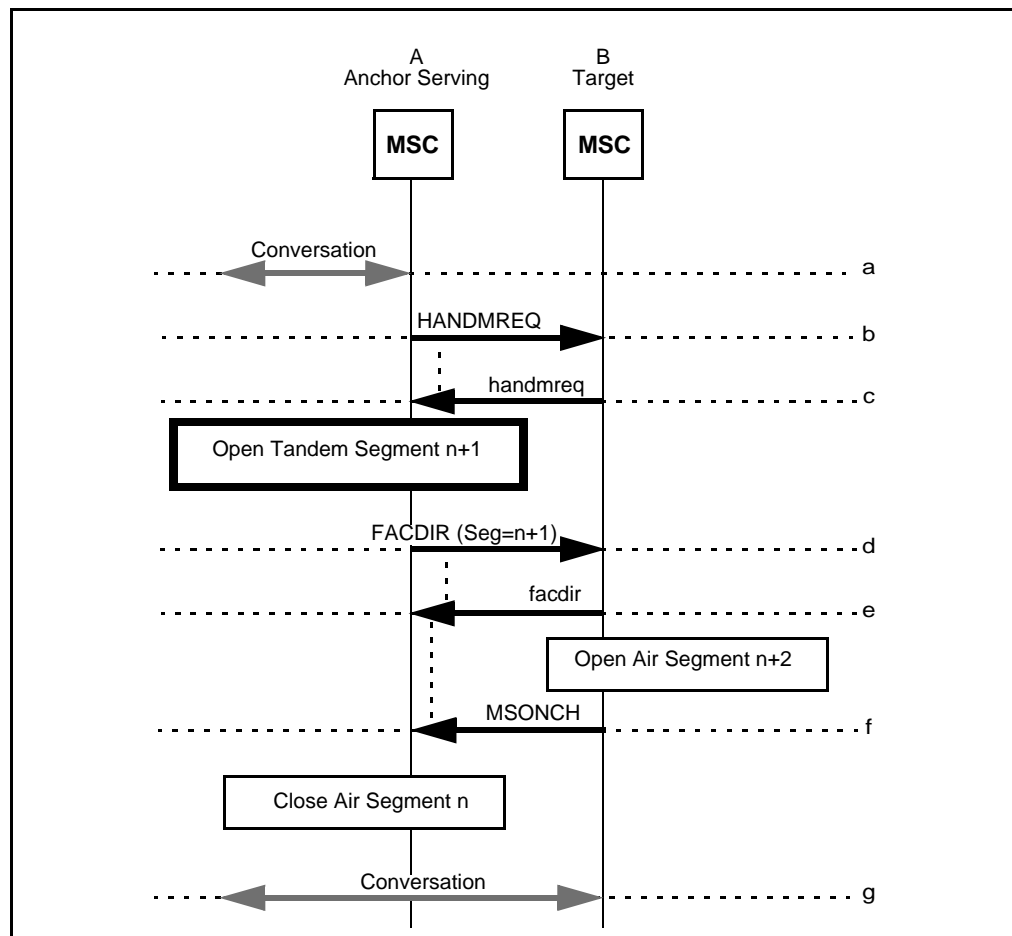 A
Anchor Serving
B
Target
MSC
MSC
Conversation
a
HANDMREQ
b
handmreq
c
Open Tandem Segment n+1
FACDIR (Seg=n+1)
d
facdir
e
Open Air Segment n+2
MSONCH
f
Close Air Segment n
Conversation
g